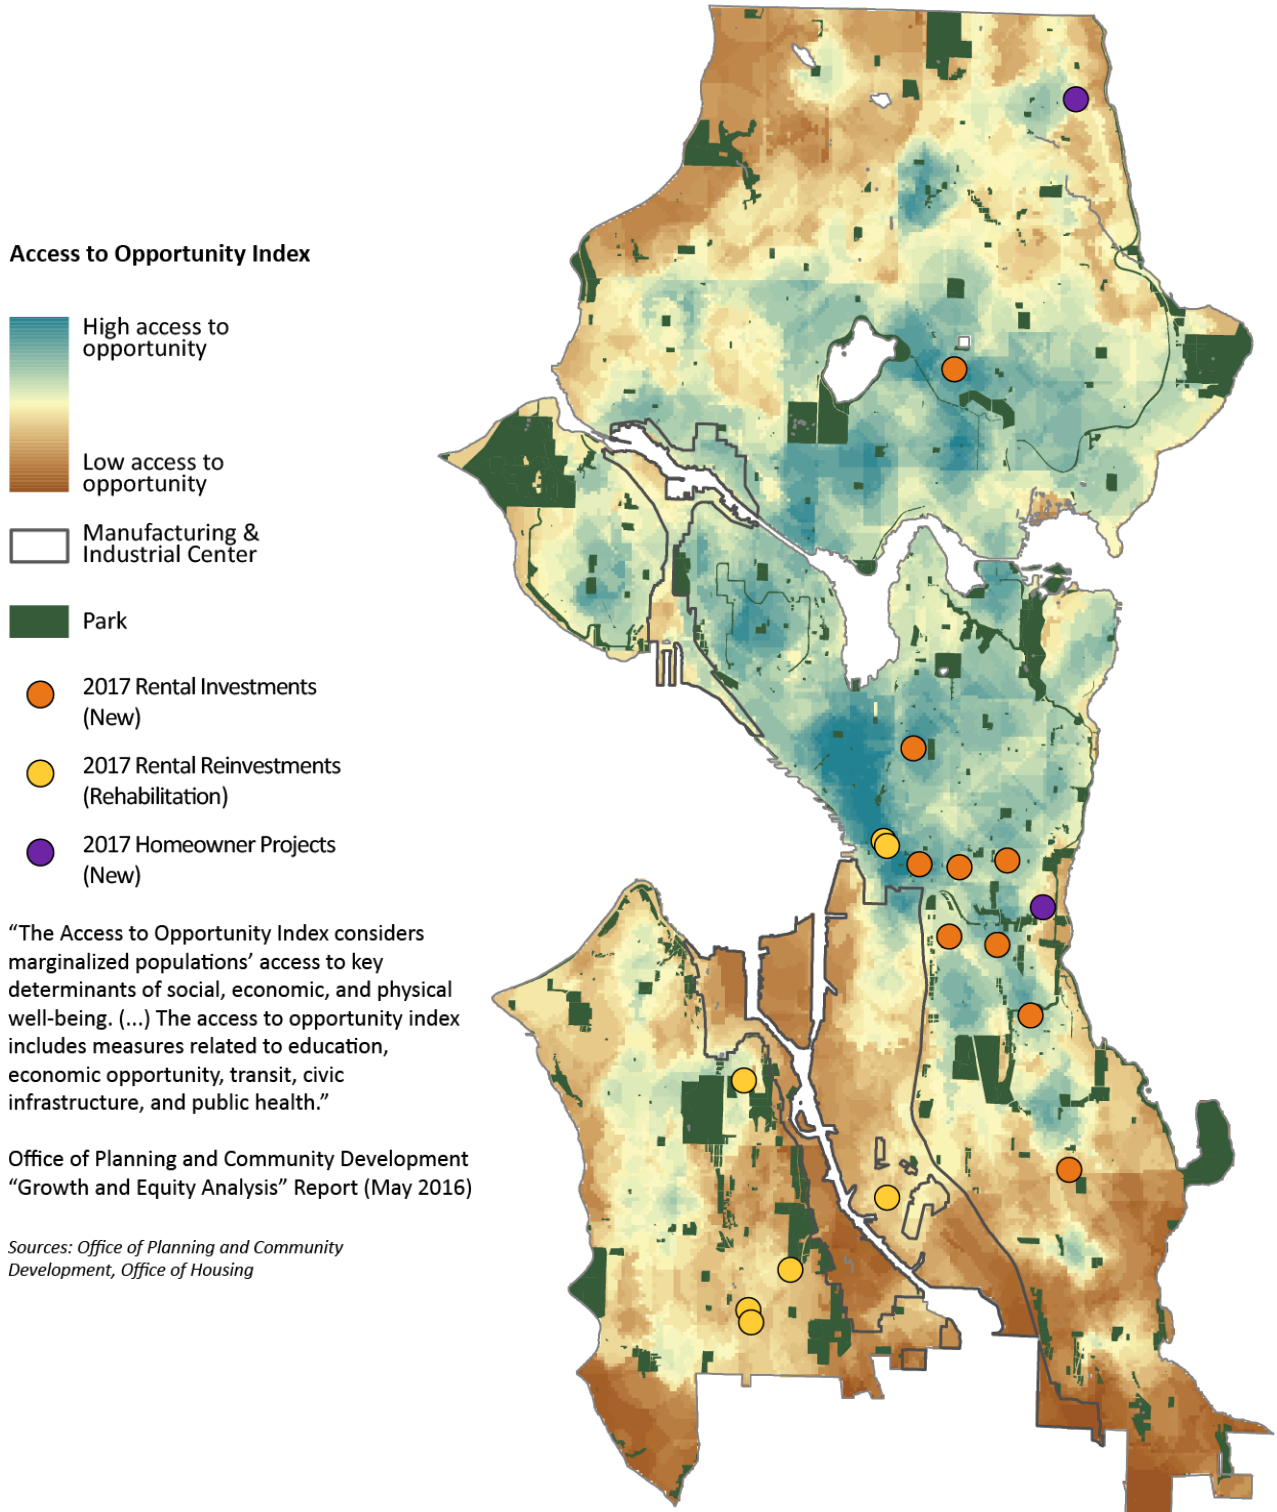 Access to Opportunity Index
High access to
opportunity
Low access to
opportunity
Manufacturing &
Industrial Center
Park
2017 Rental Investments
(New)
2017 Rental Reinvestments
(Rehabilitation)
2017 Homeowner Projects
(New)
“The Access to Opportunity Index considers
marginalized populations’ access to key
determinants of social, economic, and physical
well-being. (...) The access to opportunity index
includes measures related to education,
economic opportunity, transit, civic
infrastructure, and public health.”
Office of Planning and Community Development
“Growth and Equity Analysis” Report (May 2016)
Sources: Office of Planning and Community
Development, Office of Housing